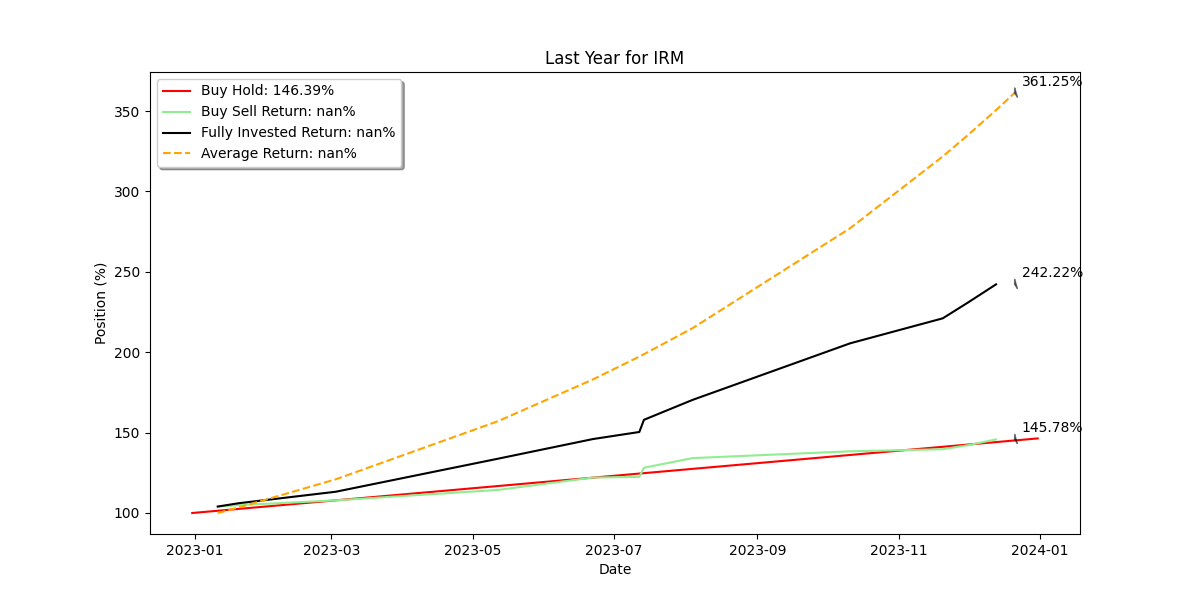 Last Year for IRM
Buy Hold: 146.39%
Buy Sell Return: nan%
Fully Invested Return: nan%
Average Return: nan%
361.25%
242.22%
145.78%
Position (%)
350
300
250
200
150
100
2023-01
2023-03
2023-05
2023-07
2023-09
2023-11
2024-01
Date